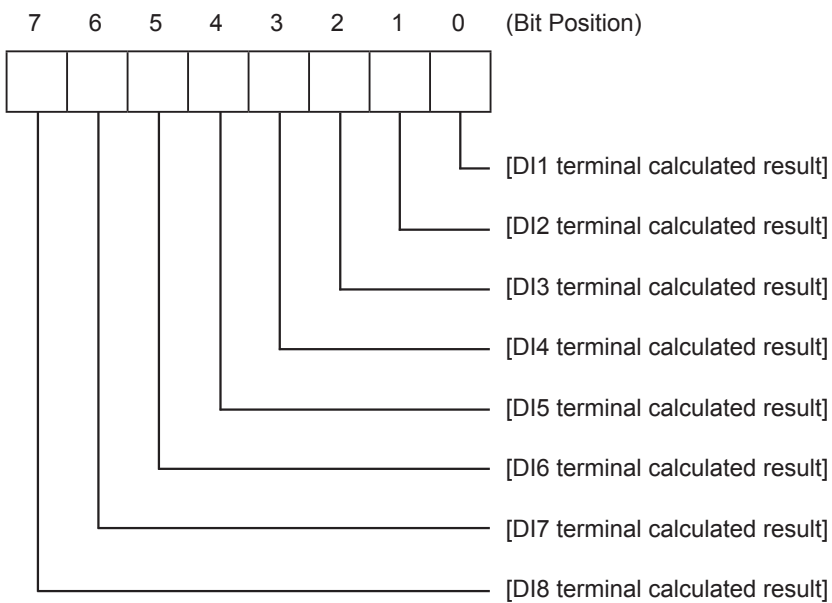 7 6 5 4 3 2 1 0 (Bit Position)
[DI1 terminal calculated result]
[DI2 terminal calculated result]
[DI3 terminal calculated result]
[DI4 terminal calculated result]
[DI5 terminal calculated result]
[DI6 terminal calculated result]
[DI7 terminal calculated result]
[DI8 terminal calculated result]